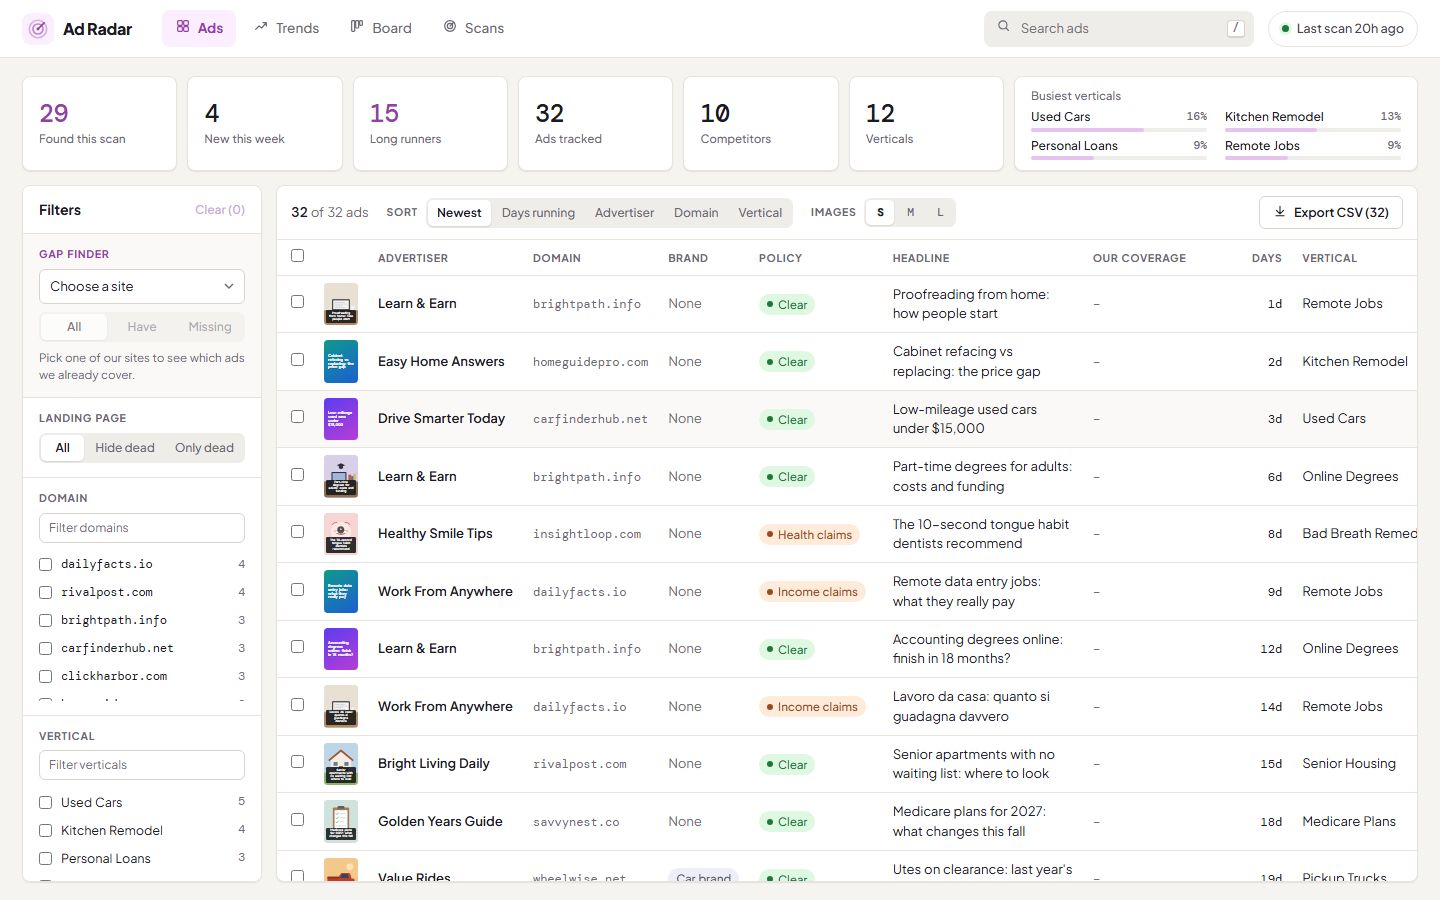 Ad Radar
Ads
Trends
Board
Scans
Search ads
/
Last scan 20h ago
29
Found this scan
4
New this week
15
Long runners
32
Ads tracked
10
Competitors
12
Verticals
Busiest verticals
Used Cars 16%
Kitchen Remodel 13%
Personal Loans 9%
Remote Jobs 9%
Filters
Clear (0)
GAP FINDER
Choose a site
All Have Missing
Pick one of our sites to see which ads
we already cover.
LANDING PAGE
All Hide dead Only dead
DOMAIN
Filter domains
dailyfacts.io 4
rivalpost.com 4
brightpath.info 3
carfinderhub.net 3
clickharbor.com 3
VERTICAL
Filter verticals
Used Cars 5
Kitchen Remodel 4
Personal Loans 3
32 of 32 ads
SORT
Newest Days running Advertiser Domain Vertical
IMAGES
S M L
Export CSV (32)
ADVERTISER DOMAIN BRAND POLICY HEADLINE OUR COVERAGE DAYS VERTICAL
Learn & Earn brightpath.info None Clear Proofreading from home: – 1d Remote Jobs
how people start
Easy Home Answers homeguidepro.com None Clear Cabinet refacing vs – 2d Kitchen Remodel
replacing: the price gap
Drive Smarter Today carfinderhub.net None Clear Low-mileage used cars – 3d Used Cars
under $15,000
Learn & Earn brightpath.info None Clear Part-time degrees for adults: – 6d Online Degrees
costs and funding
Healthy Smile Tips insightloop.com None Health claims The 10-second tongue habit – 8d Bad Breath Remed
dentists recommend
Work From Anywhere dailyfacts.io None Income claims Remote data entry jobs: – 9d Remote Jobs
what they really pay
Learn & Earn brightpath.info None Clear Accounting degrees online: – 12d Online Degrees
finish in 18 months?
Work From Anywhere dailyfacts.io None Income claims Lavoro da casa: quanto si – 14d Remote Jobs
guadagna davvero
Bright Living Daily rivalpost.com None Clear Senior apartments with no – 15d Senior Housing
waiting list: where to look
Golden Years Guide savvynest.co None Clear Medicare plans for 2027: – 18d Medicare Plans
what changes this fall
Value Rides wheelwise.net Car brand Clear Utes on clearance: last year's – 19d Pickup Trucks